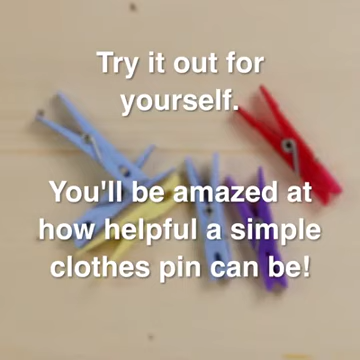 Try it out for
yourself.
You'll be amazed at
how helpful a simple
clothes pin can be!